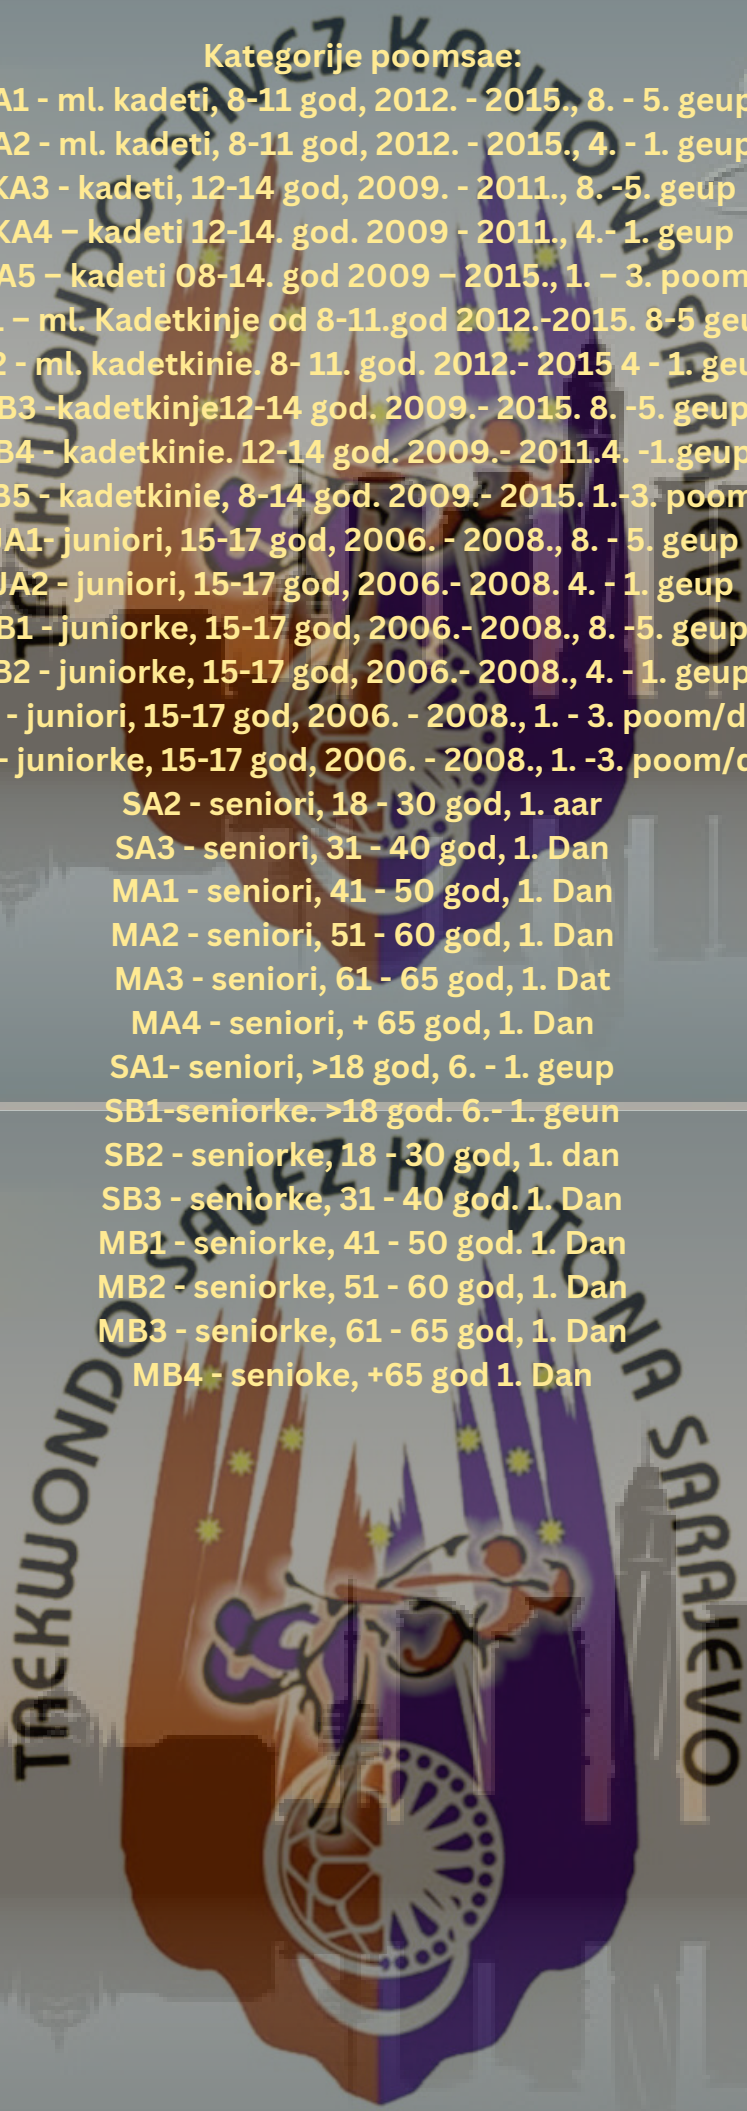 Kategorije poomsae:
A1 - ml. kadeti, 8-11 god, 2012. - 2015., 8. - 5. geup
A2 - ml. kadeti, 8-11 god, 2012. - 2015., 4. - 1. geup
KA3 - kadeti, 12-14 god, 2009. - 2011., 8. -5. geup
KA4 – kadeti 12-14. god. 2009 - 2011., 4.- 1. geup
A5 – kadeti 08-14. god 2009 – 2015., 1. – 3. poom
– ml. Kadetkinje od 8-11.god 2012.-2015. 8-5 geu
2 - ml. kadetkinie. 8- 11. god. 2012.- 2015 4 - 1. geu
B3 -kadetkinje12-14 god. 2009.- 2015. 8. -5. geup
B4 - kadetkinie. 12-14 god. 2009.- 2011.4. -1.geup
B5 - kadetkinie, 8-14 god. 2009.- 2015. 1.-3. poom
JA1- juniori, 15-17 god, 2006. - 2008., 8. - 5. geup
JA2 - juniori, 15-17 god, 2006.- 2008. 4. - 1. geup
B1 - juniorke, 15-17 god, 2006.- 2008., 8. -5. geup
B2 - juniorke, 15-17 god, 2006.- 2008., 4. - 1. geup
- juniori, 15-17 god, 2006. - 2008., 1. - 3. poom/d
- juniorke, 15-17 god, 2006. - 2008., 1. -3. poom/
SA2 - seniori, 18 - 30 god, 1. aar
SA3 - seniori, 31 - 40 god, 1. Dan
MA1 - seniori, 41 - 50 god, 1. Dan
MA2 - seniori, 51 - 60 god, 1. Dan
MA3 - seniori, 61 - 65 god, 1. Dat
MA4 - seniori, + 65 god, 1. Dan
SA1- seniori, >18 god, 6. - 1. geup
SB1-seniorke. >18 god. 6.- 1. geun
SB2 - seniorke, 18 - 30 god, 1. dan
SB3 - seniorke, 31 - 40 god. 1. Dan
MB1 - seniorke, 41 - 50 god. 1. Dan
MB2 - seniorke, 51 - 60 god, 1. Dan
MB3 - seniorke, 61 - 65 god, 1. Dan
MB4 - senioke, +65 god 1. Dan
TAEKWONDO SAVEZ KANTONA SARAJEVO
TAEKWONDO SAVEZ KANTONA SARAJEVO